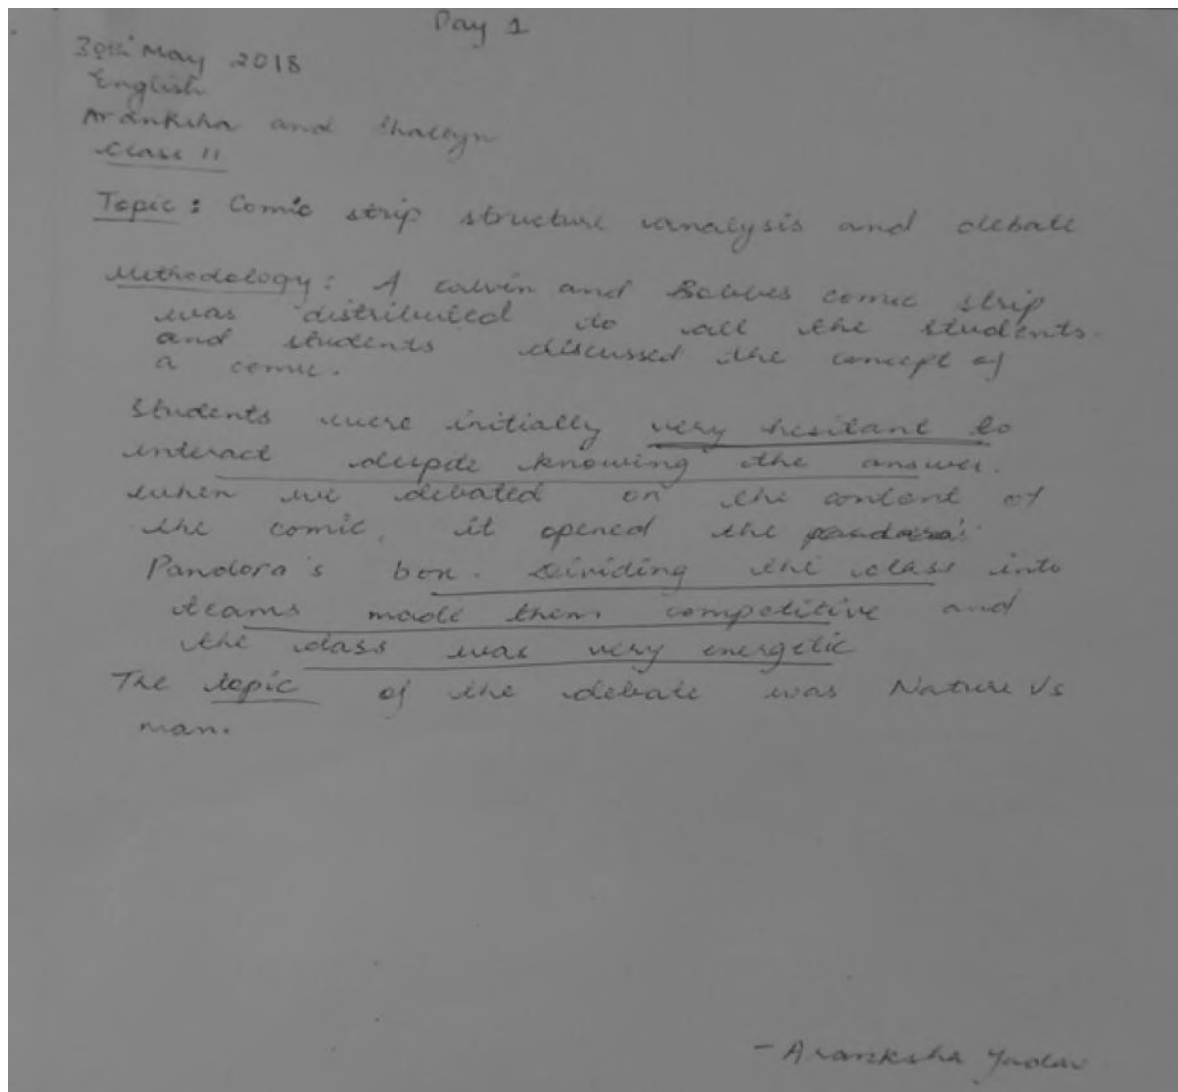 Day 1
30th May 2018
English
Aranksha and Shallyn
Class 11
Topic: Comic strip structure analysis and debate
Methodology: A Calvin and Hobbes comic strip
was distributed to all the students.
and students discussed the concept of
a comic.
Students were initially very hesitant to
interact despite knowing the answer.
When we debated on the content of
the comic, it opened the
Pandora's box. Dividing the class into
teams made them competitive and
the class was very energetic
The topic of the debate was Nature Vs
man.
- Aranksha Yadav